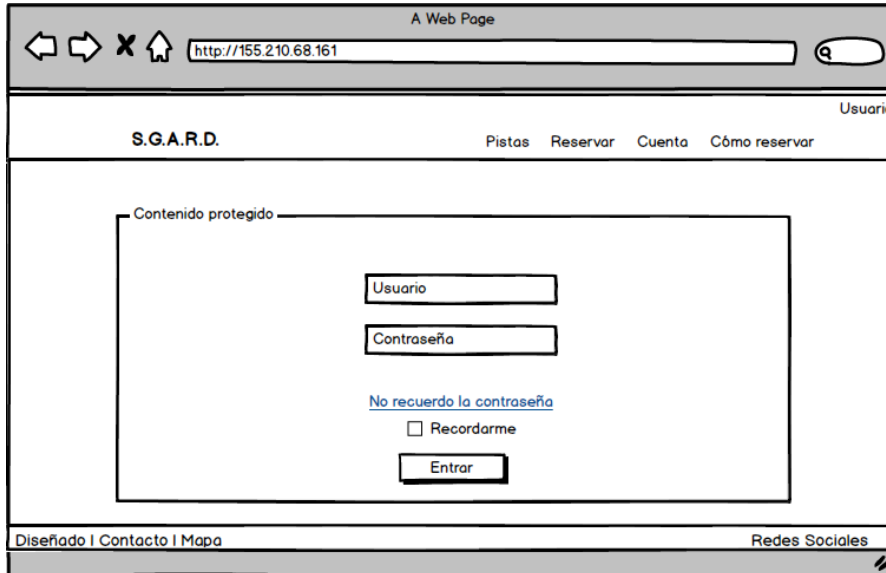 A Web Page
http://155.210.68.161
Usuario
S.G.A.R.D. Pistas Reservar Cuenta Cómo reservar
Contenido protegido
Usuario
Contraseña
No recuerdo la contraseña
Recordarme
Entrar
Diseñado | Contacto | Mapa Redes Sociales